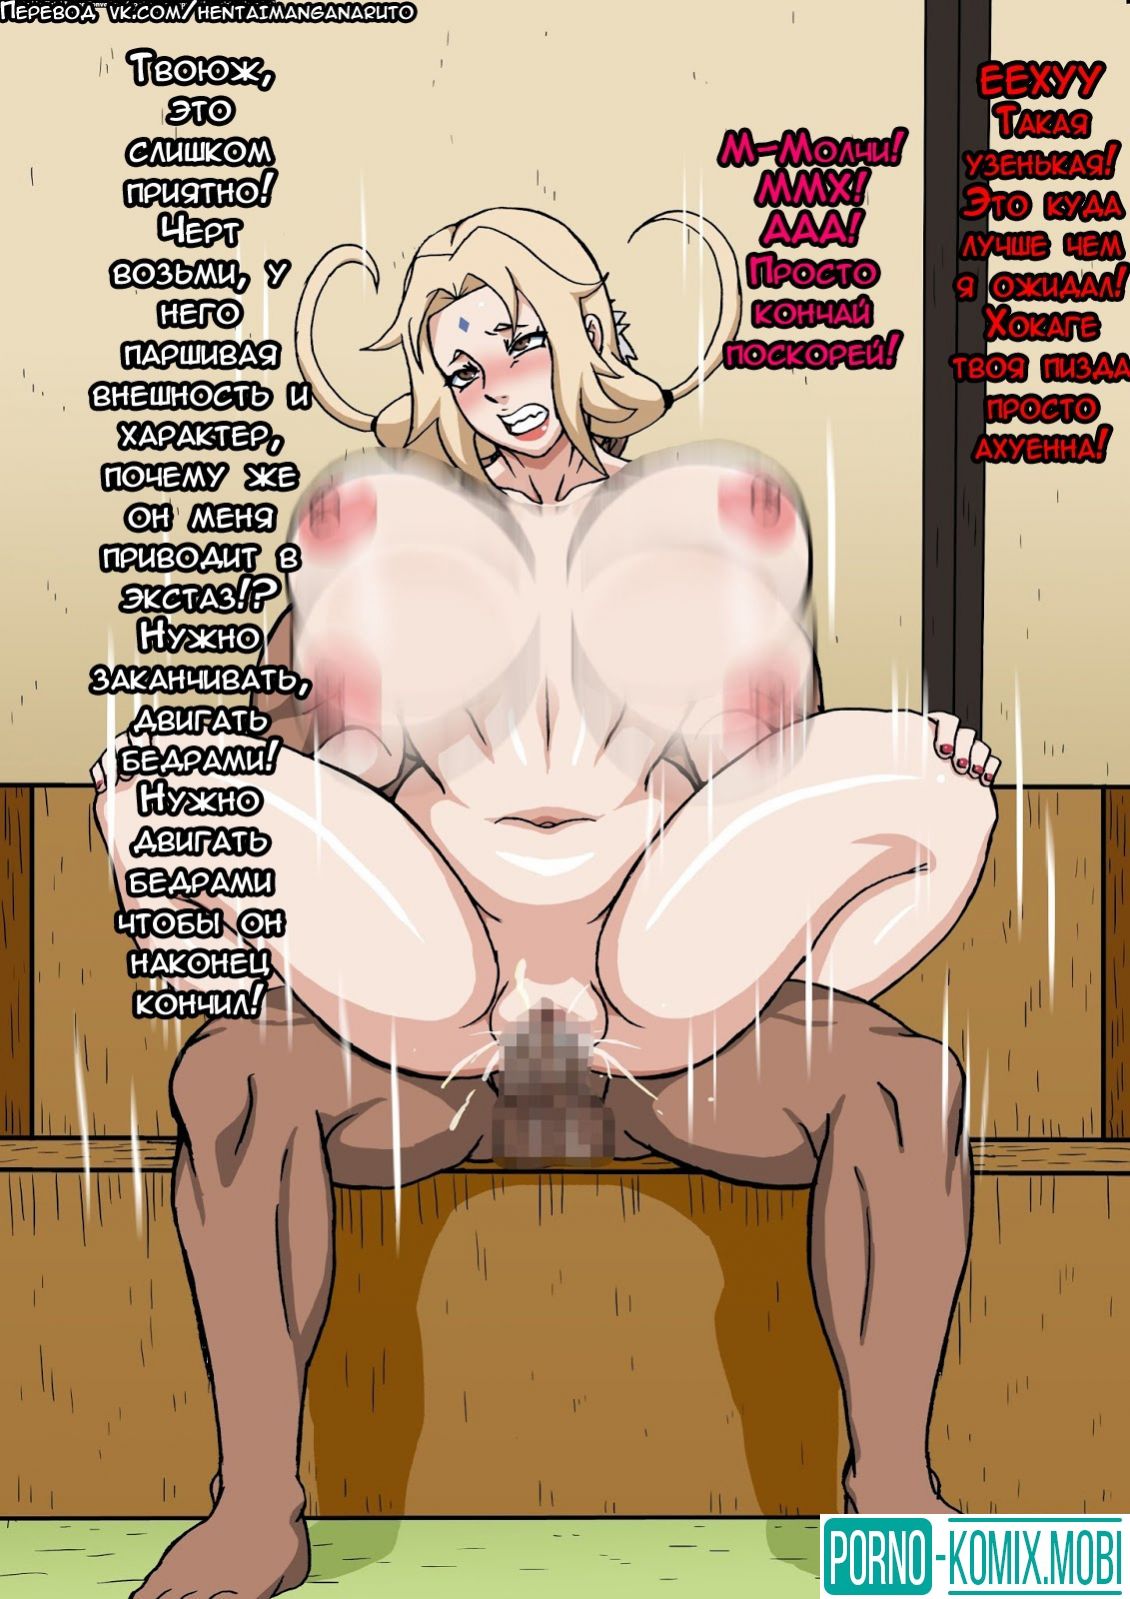 Перевод vk.com/hentaimanganaruto
Твоюж,
это
слишком
приятно!
Черт
возьми, у
него
паршивая
внешность и
характер,
почему же
он меня
приводит в
экстаз!?
Нужно
заканчивать,
двигать
бедрами!
Нужно
двигать
бедрами
чтобы он
наконец
кончил!
М-Молчи!
ММХ!
ААА!
Просто
кончай
поскорей!
ЕЕХУУ
Такая
узенькая!
Это куда
лучше чем
я ожидал!
Хокаге
твоя пизда
просто
ахуенна!
PORNO-KOMIX.MOBI